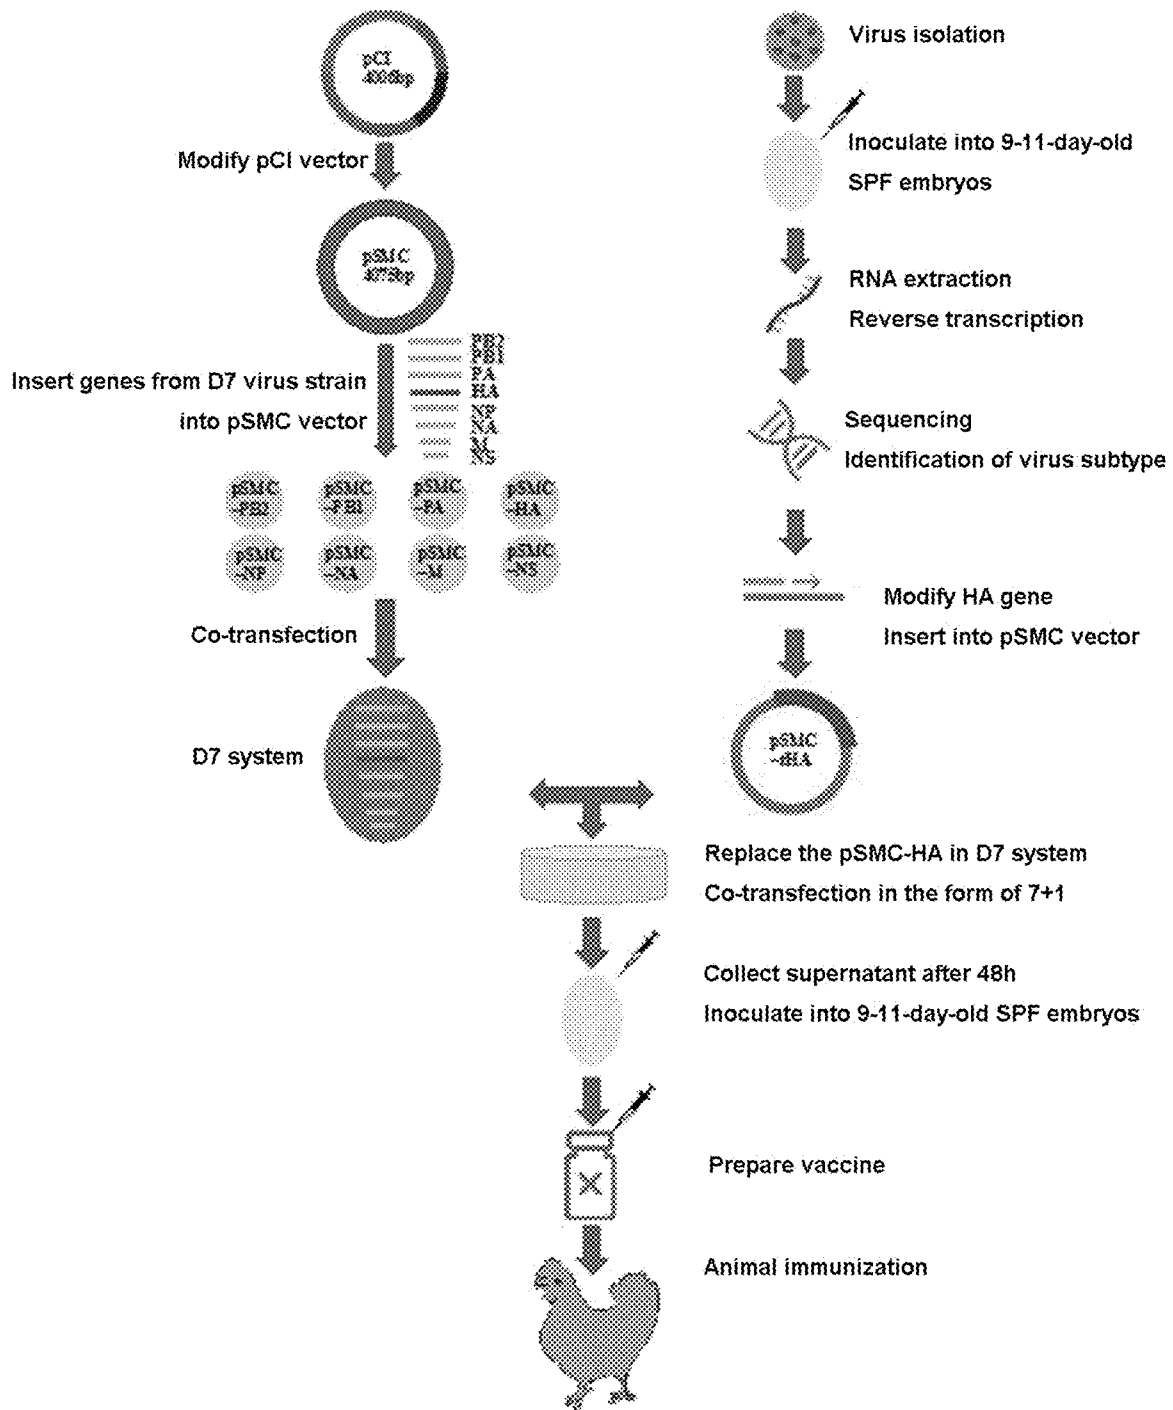 pCI
4006bp
Modify pCI vector
pSMC
4075bp
Insert genes from D7 virus strain
into pSMC vector
PB2
PB1
PA
HA
NP
NA
M
NS
pSMC
-PB2
pSMC
-PB1
pSMC
-PA
pSMC
-HA
pSMC
-NP
pSMC
-NA
pSMC
-M
pSMC
-NS
Co-transfection
D7 system
Virus isolation
Inoculate into 9-11-day-old
SPF embryos
RNA extraction
Reverse transcription
Sequencing
Identification of virus subtype
Modify HA gene
Insert into pSMC vector
pSMC
-rHA
Replace the pSMC-HA in D7 system
Co-transfection in the form of 7+1
Collect supernatant after 48h
Inoculate into 9-11-day-old SPF embryos
Prepare vaccine
Animal immunization